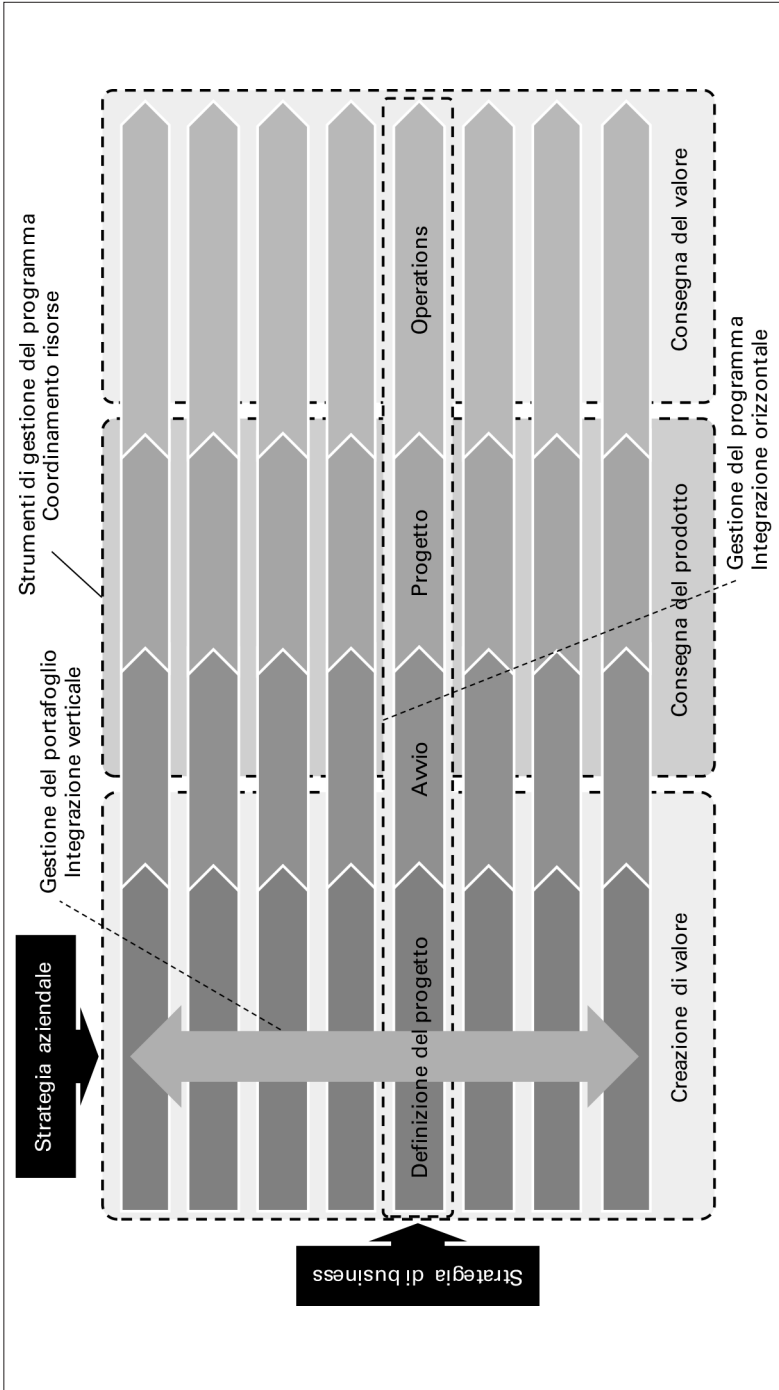 Strategia aziendale
Gestione del portafoglio
Integrazione verticale
Strumenti di gestione del programma
Coordinamento risorse
Strategia di business
Definizione del progetto
Avvio
Progetto
Operations
Creazione di valore
Consegna del prodotto
Consegna del valore
Gestione del programma
Integrazione orizzontale